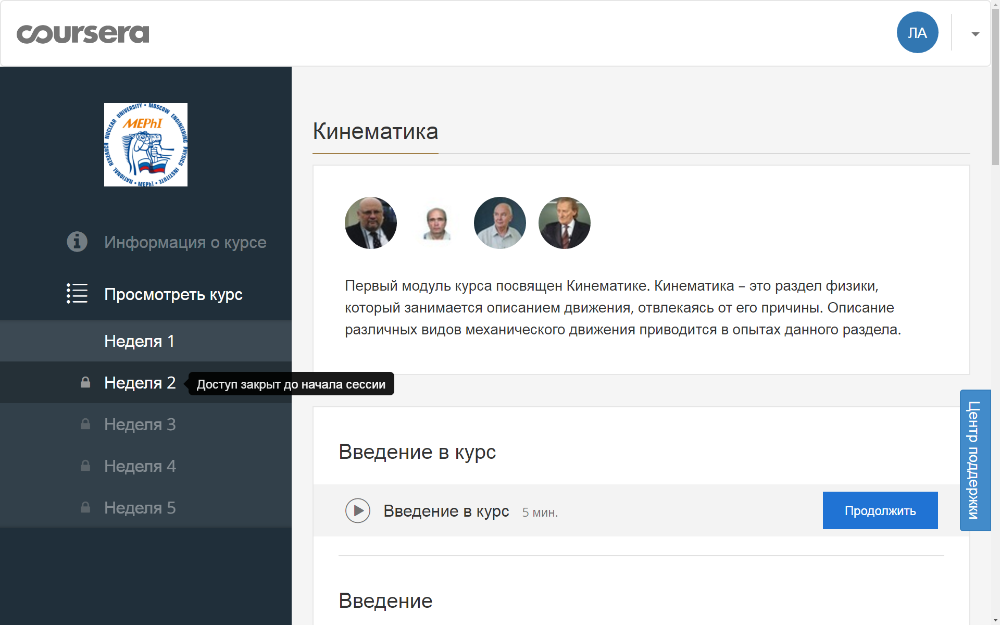 coursera
ЛА
NATIONAL RESEARCH NUCLEAR UNIVERSITY • MOSCOW ENGINEERING PHYSICS INSTITUTE • MEPhI •
MEPhI
Информация о курсе
Просмотреть курс
Неделя 1
Неделя 2
Доступ закрыт до начала сессии
Неделя 3
Неделя 4
Неделя 5
Кинематика
Первый модуль курса посвящен Кинематике. Кинематика – это раздел физики,
который занимается описанием движения, отвлекаясь от его причины. Описание
различных видов механического движения приводится в опытах данного раздела.
Введение в курс
Введение в курс 5 мин.
Продолжить
Введение
Центр поддержки